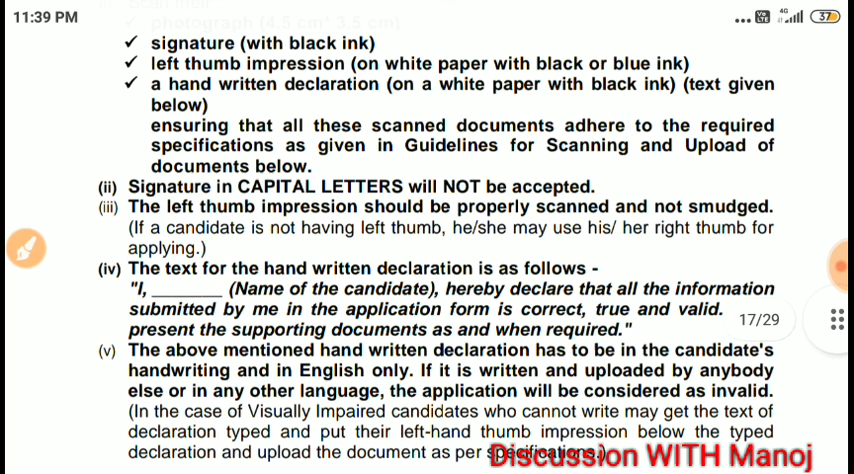 11:39 PM
4G
Vo LTE
37
photograph (4.5 cm* 3.5 cm)
✓ signature (with black ink)
✓ left thumb impression (on white paper with black or blue ink)
✓ a hand written declaration (on a white paper with black ink) (text given
below)
ensuring that all these scanned documents adhere to the required
specifications as given in Guidelines for Scanning and Upload of
documents below.
(ii) Signature in CAPITAL LETTERS will NOT be accepted.
(iii) The left thumb impression should be properly scanned and not smudged.
(If a candidate is not having left thumb, he/she may use his/ her right thumb for
applying.)
(iv) The text for the hand written declaration is as follows -
"I, _______ (Name of the candidate), hereby declare that all the information
submitted by me in the application form is correct, true and valid.
17/29
present the supporting documents as and when required."
(v) The above mentioned hand written declaration has to be in the candidate's
handwriting and in English only. If it is written and uploaded by anybody
else or in any other language, the application will be considered as invalid.
(In the case of Visually Impaired candidates who cannot write may get the text of
declaration typed and put their left-hand thumb impression below the typed
declaration and upload the document as per specifications.)
Discussion WITH Manoj